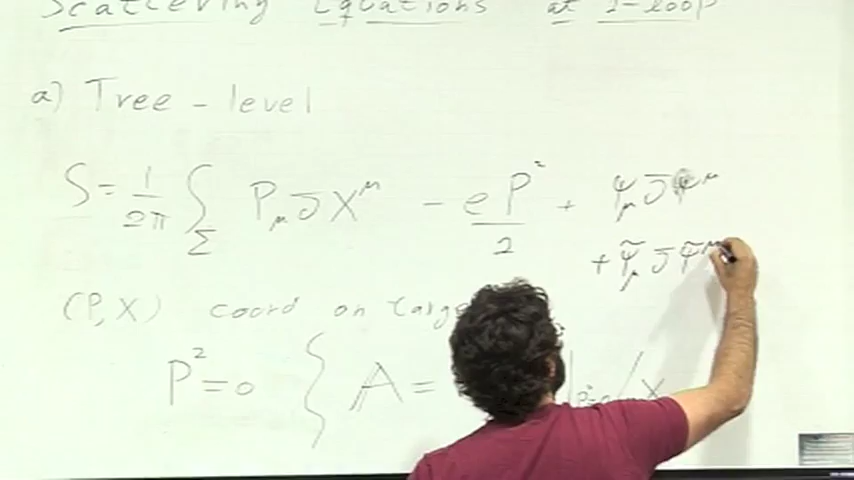 Scattering Equations at 1-loop
a) Tree-level
S = 1/2π ∫_Σ P_μ ∂̄ X^μ - e P²/2 + ψ_μ ∂̄ ψ^μ
+ ψ̃_μ ∂̄ ψ̃^μ
(P, X) coord on targe
P² = 0 { 𝔸 =